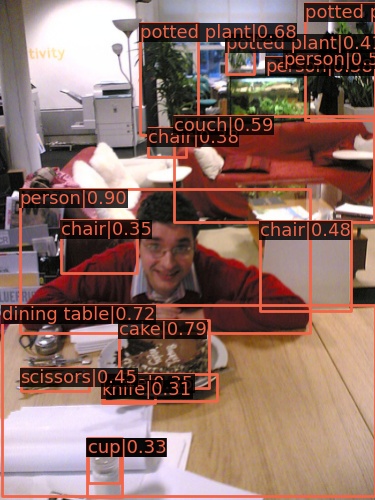 potted p
potted plant|0.68
potted plant|0.4
person|0.5
tivity
couch|0.59
chair|0.38
person|0.90
chair|0.35
chair|0.48
dining table|0.72
cake|0.79
scissors|0.45
knife|0.31
cup|0.33